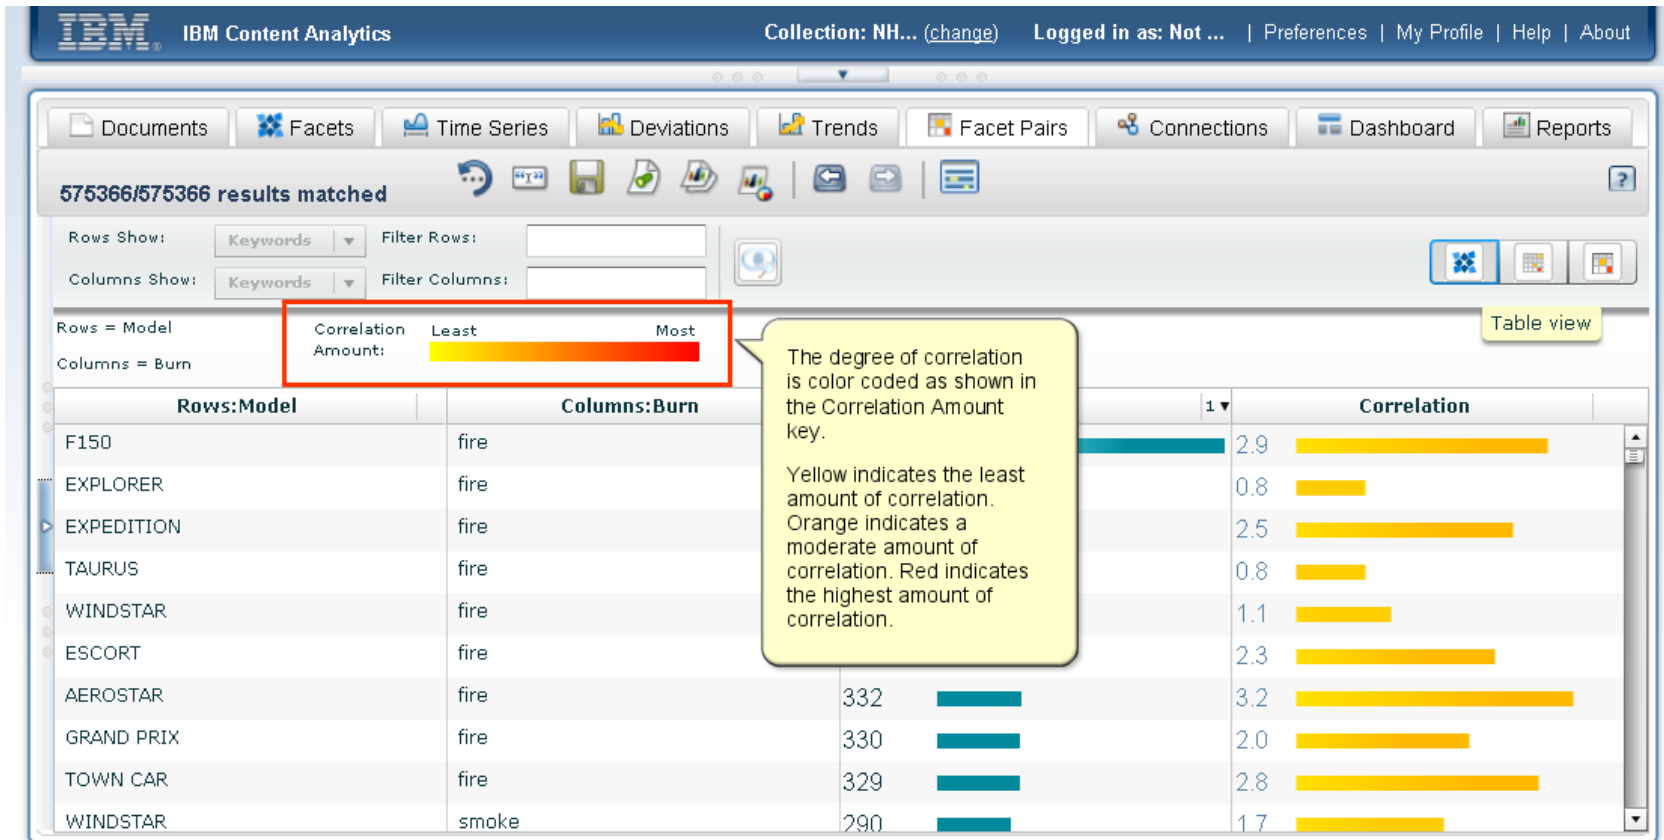 IBM IBM Content Analytics Collection: NH... (change) Logged in as: Not ... | Preferences | My Profile | Help | About
Documents Facets Time Series Deviations Trends Facet Pairs Connections Dashboard Reports
575366/575366 results matched
Rows Show: Keywords Filter Rows:
Columns Show: Keywords Filter Columns:
Table view
Rows = Model
Columns = Burn
Correlation Amount: Least Most
The degree of correlation
is color coded as shown in
the Correlation Amount
key.
Yellow indicates the least
amount of correlation.
Orange indicates a
moderate amount of
correlation. Red indicates
the highest amount of
correlation.
Rows:Model Columns:Burn 1 Correlation
F150 fire 2.9
EXPLORER fire 0.8
EXPEDITION fire 2.5
TAURUS fire 0.8
WINDSTAR fire 1.1
ESCORT fire 2.3
AEROSTAR fire 332 3.2
GRAND PRIX fire 330 2.0
TOWN CAR fire 329 2.8
WINDSTAR smoke 290 1.7